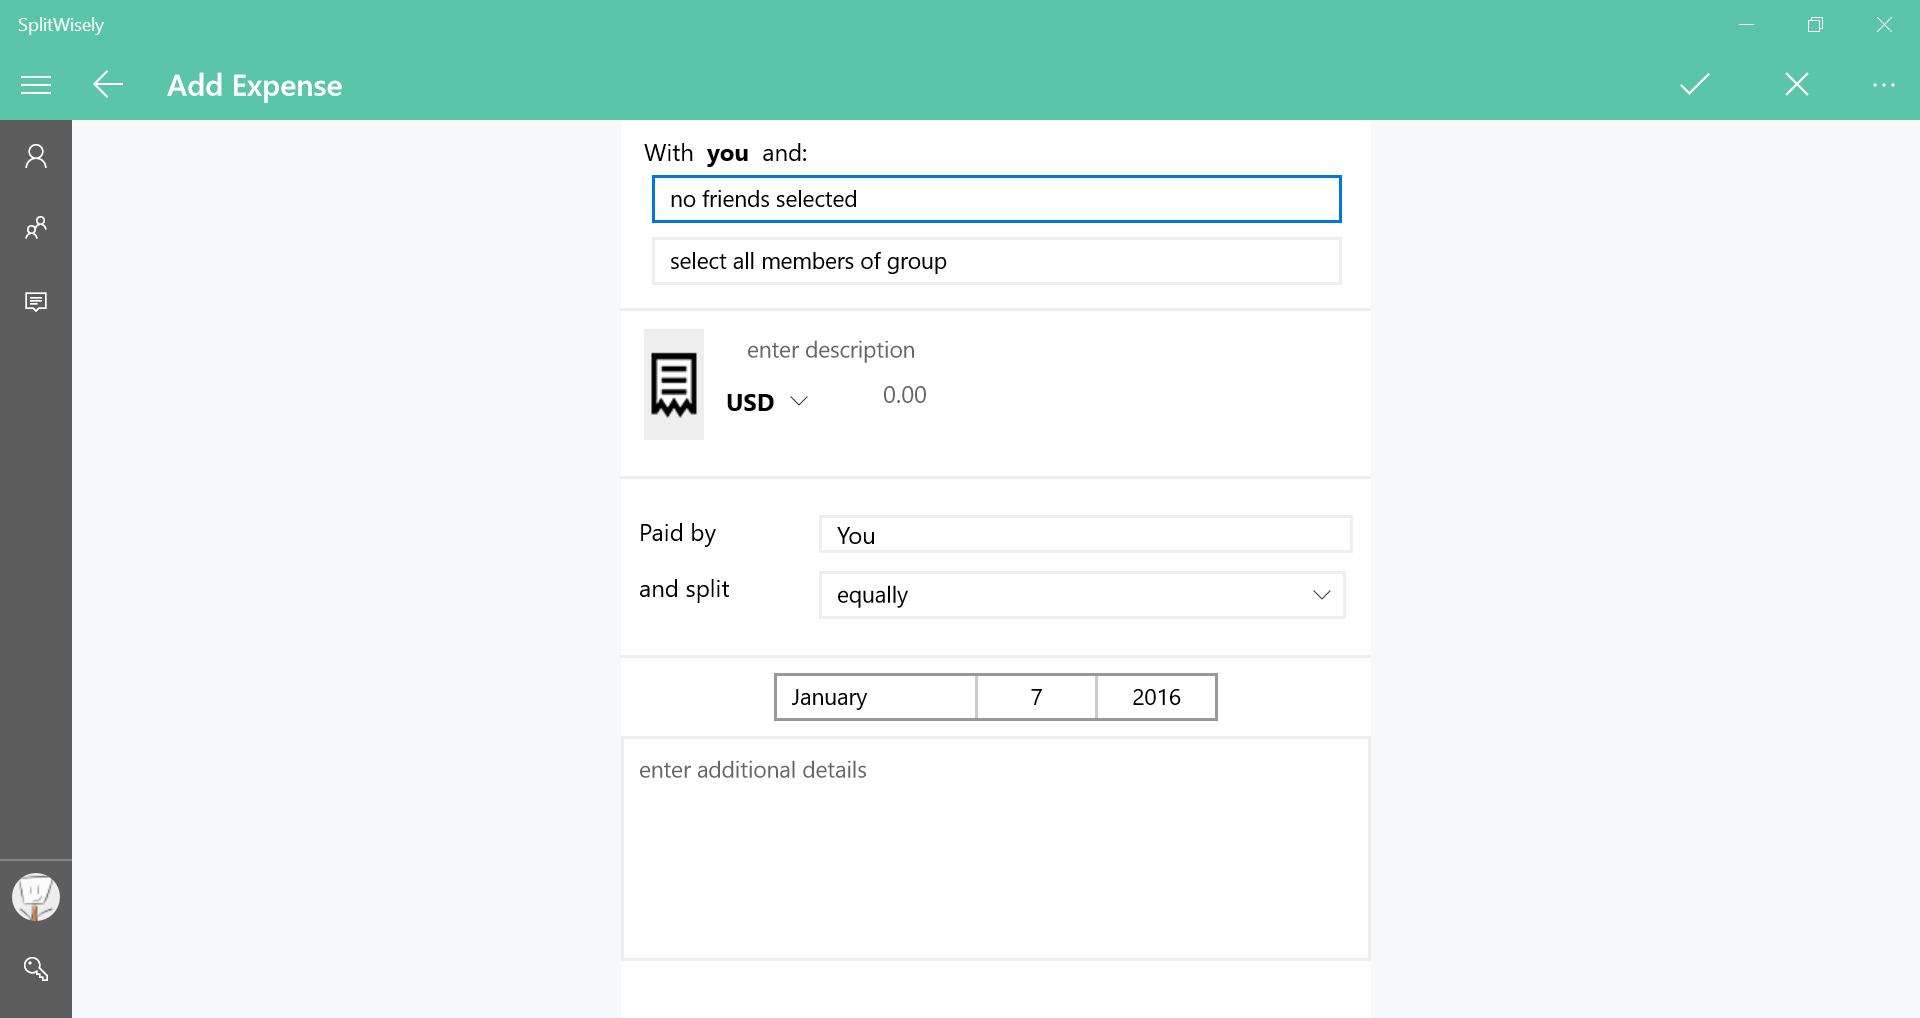 SplitWisely
Add Expense
With you and:
no friends selected
select all members of group
enter description
USD 0.00
Paid by You
and split equally
January 7 2016
enter additional details